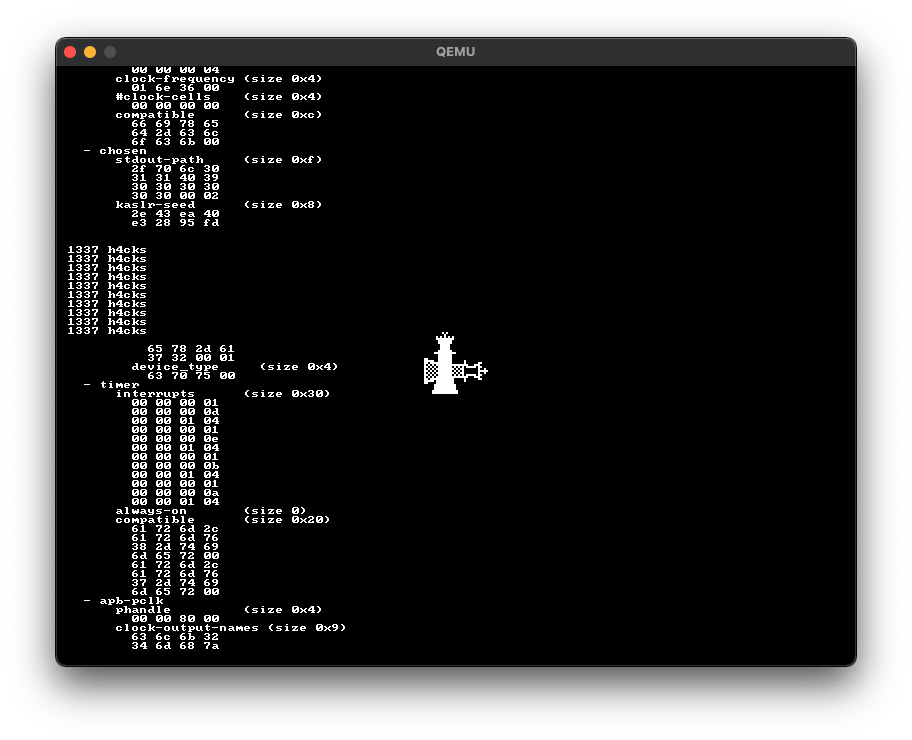 QEMU
00 00 00 04
clock-frequency (size 0x4)
01 6e 36 00
#clock-cells (size 0x4)
00 00 00 00
compatible (size 0xc)
66 69 78 65
64 2d 63 6c
6f 63 6b 00
- chosen
stdout-path (size 0xf)
2f 70 6c 30
31 31 40 39
30 30 30 30
30 30 00 02
kaslr-seed (size 0x8)
2e 43 ea 40
e3 28 95 fd
1337 h4cks
1337 h4cks
1337 h4cks
1337 h4cks
1337 h4cks
1337 h4cks
1337 h4cks
1337 h4cks
1337 h4cks
1337 h4cks
65 78 2d 61
37 32 00 01
device_type (size 0x4)
63 70 75 00
- timer
interrupts (size 0x30)
00 00 00 01
00 00 00 0d
00 00 01 04
00 00 00 01
00 00 00 0e
00 00 01 04
00 00 00 01
00 00 00 0b
00 00 01 04
00 00 00 01
00 00 00 0a
00 00 01 04
always-on (size 0)
compatible (size 0x20)
61 72 6d 2c
61 72 6d 76
38 2d 74 69
6d 65 72 00
61 72 6d 2c
61 72 6d 76
37 2d 74 69
6d 65 72 00
- apb-pclk
phandle (size 0x4)
00 00 80 00
clock-output-names (size 0x9)
63 6c 6b 32
34 6d 68 7a